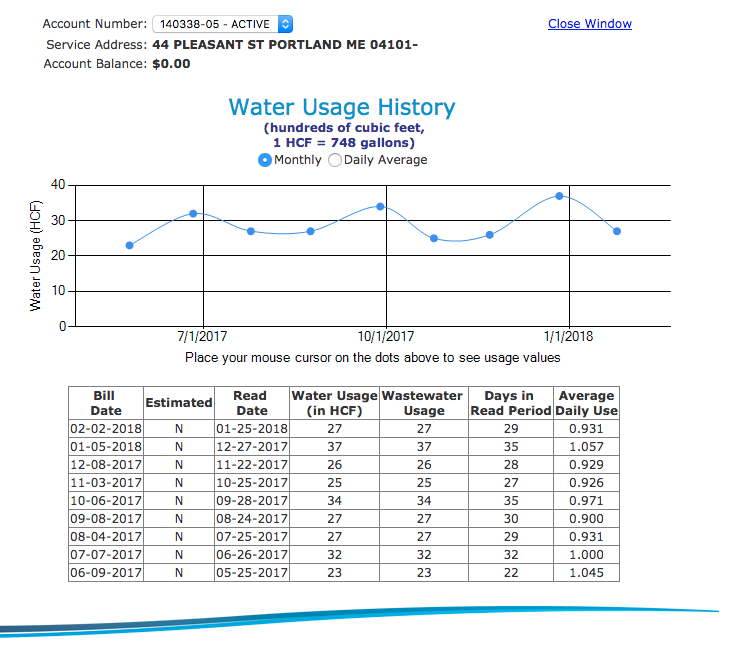 Account Number: 140338-05 - ACTIVE
Close Window
Service Address: 44 PLEASANT ST PORTLAND ME 04101-
Account Balance: $0.00
Water Usage History
(hundreds of cubic feet,
1 HCF = 748 gallons)
Monthly Daily Average
Water Usage (HCF)
40
30
20
10
0
7/1/2017 10/1/2017 1/1/2018
Place your mouse cursor on the dots above to see usage values
Bill Date Estimated Read Date Water Usage (in HCF) Wastewater Usage Days in Read Period Average Daily Use
02-02-2018 N 01-25-2018 27 27 29 0.931
01-05-2018 N 12-27-2017 37 37 35 1.057
12-08-2017 N 11-22-2017 26 26 28 0.929
11-03-2017 N 10-25-2017 25 25 27 0.926
10-06-2017 N 09-28-2017 34 34 35 0.971
09-08-2017 N 08-24-2017 27 27 30 0.900
08-04-2017 N 07-25-2017 27 27 29 0.931
07-07-2017 N 06-26-2017 32 32 32 1.000
06-09-2017 N 05-25-2017 23 23 22 1.045